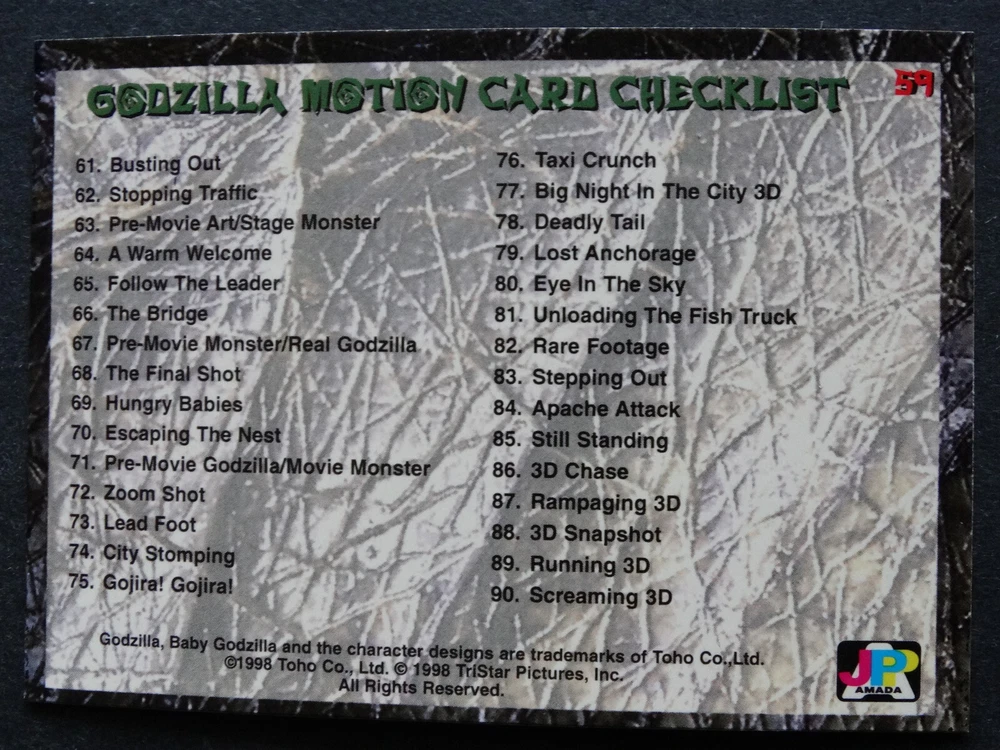 GODZILLA MOTION CARD CHECKLIST
59
61. Busting Out
62. Stopping Traffic
63. Pre-Movie Art/Stage Monster
64. A Warm Welcome
65. Follow The Leader
66. The Bridge
67. Pre-Movie Monster/Real Godzilla
68. The Final Shot
69. Hungry Babies
70. Escaping The Nest
71. Pre-Movie Godzilla/Movie Monster
72. Zoom Shot
73. Lead Foot
74. City Stomping
75. Gojira! Gojira!
76. Taxi Crunch
77. Big Night In The City 3D
78. Deadly Tail
79. Lost Anchorage
80. Eye In The Sky
81. Unloading The Fish Truck
82. Rare Footage
83. Stepping Out
84. Apache Attack
85. Still Standing
86. 3D Chase
87. Rampaging 3D
88. 3D Snapshot
89. Running 3D
90. Screaming 3D
Godzilla, Baby Godzilla and the character designs are trademarks of Toho Co.,Ltd.
©1998 Toho Co., Ltd. © 1998 TriStar Pictures, Inc.
All Rights Reserved.
JPP
AMADA